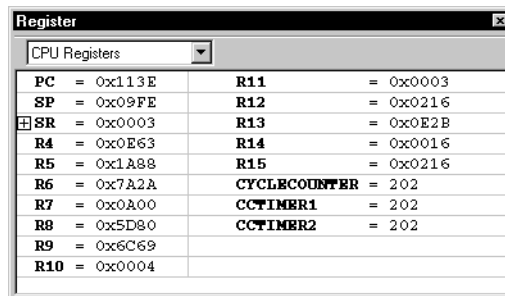 Register
CPU Registers
PC = 0x113E R11 = 0x0003
SP = 0x09FE R12 = 0x0216
SR = 0x0003 R13 = 0x0E2B
R4 = 0x0E63 R14 = 0x0016
R5 = 0x1A88 R15 = 0x0216
R6 = 0x7A2A CYCLECOUNTER = 202
R7 = 0x0A00 CCTIMER1 = 202
R8 = 0x5D80 CCTIMER2 = 202
R9 = 0x6C69
R10 = 0x0004